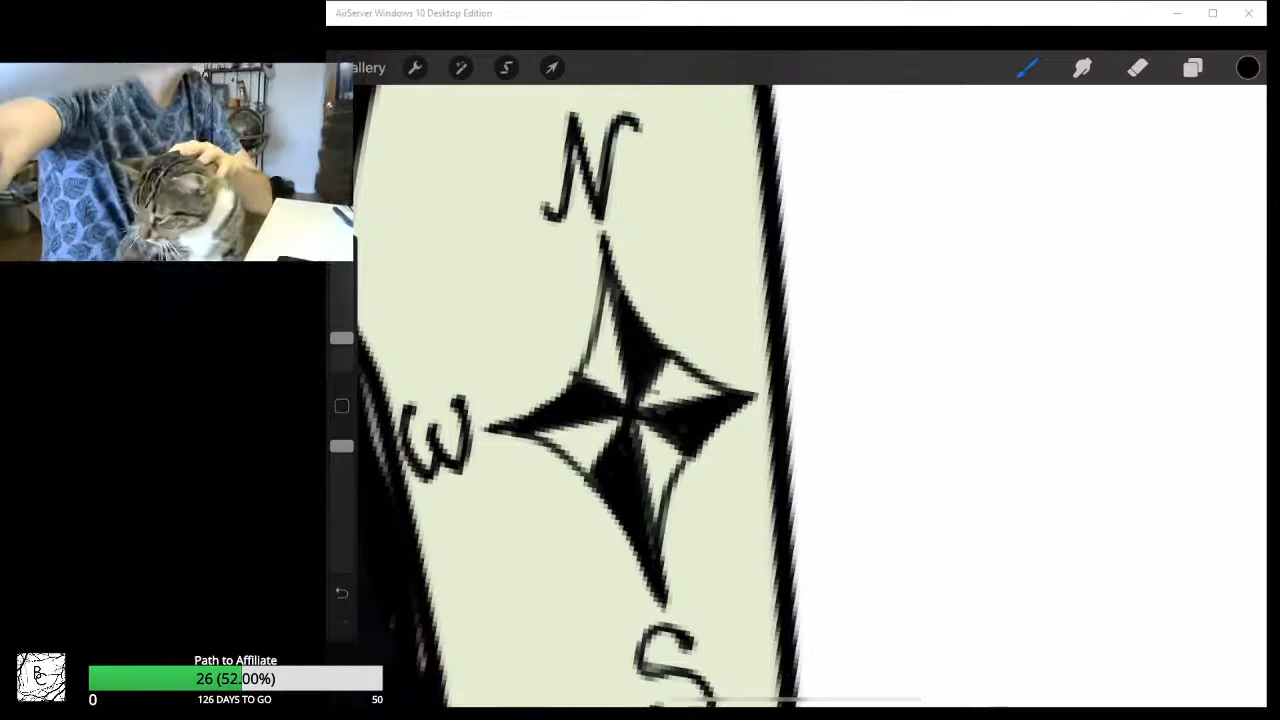 AirServer Windows 10 Desktop Edition
allery
N
W
S
Path to Affiliate
26 (52.00%)
0
126 DAYS TO GO
50